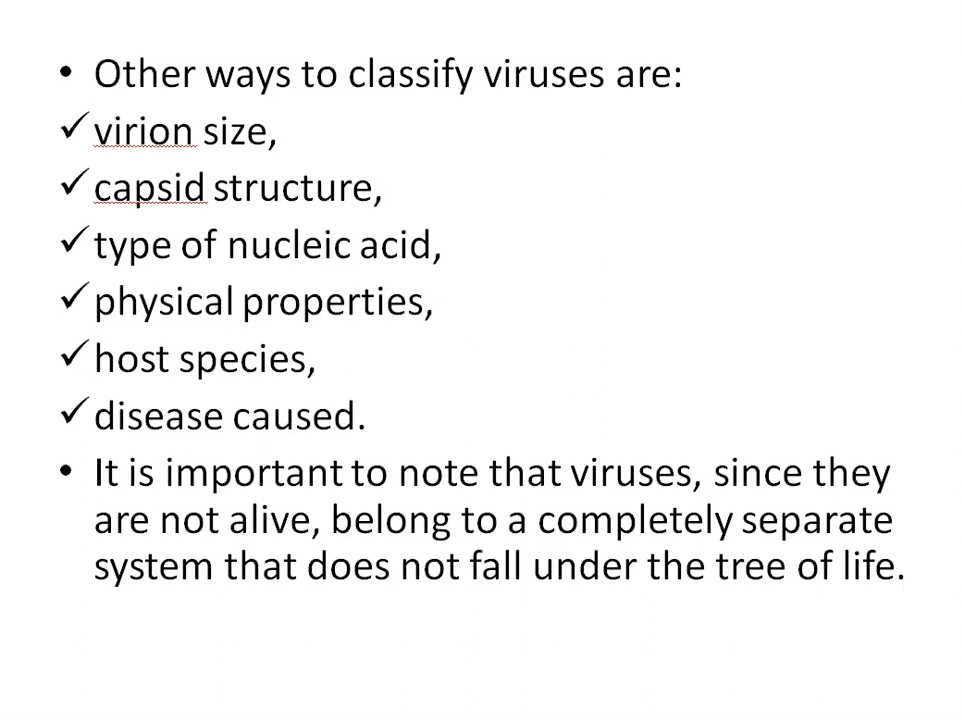 • Other ways to classify viruses are:
✓ virion size,
✓ capsid structure,
✓ type of nucleic acid,
✓ physical properties,
✓ host species,
✓ disease caused.
• It is important to note that viruses, since they
are not alive, belong to a completely separate
system that does not fall under the tree of life.